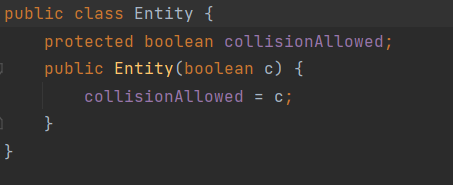 public class Entity {
    protected boolean collisionAllowed;
    public Entity(boolean c) {
        collisionAllowed = c;
    }
}